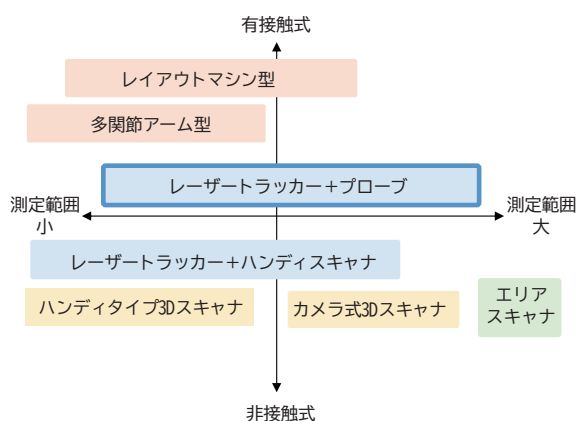 有接触式
レイアウトマシン型
多関節アーム型
レーザートラッカー＋プローブ
測定範囲
小
測定範囲
大
レーザートラッカー＋ハンディスキャナ
ハンディタイプ3Dスキャナ
カメラ式3Dスキャナ
エリア
スキャナ
非接触式